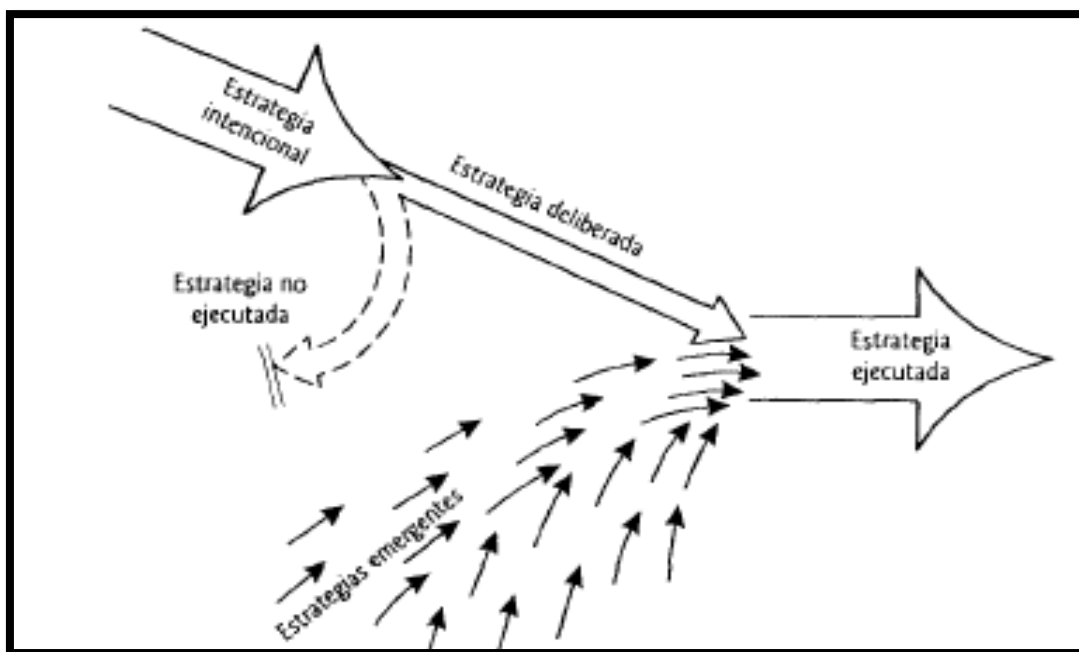 Estrategia
intencional
Estrategia deliberada
Estrategia no
ejecutada
Estrategia
ejecutada
Estrategias emergentes